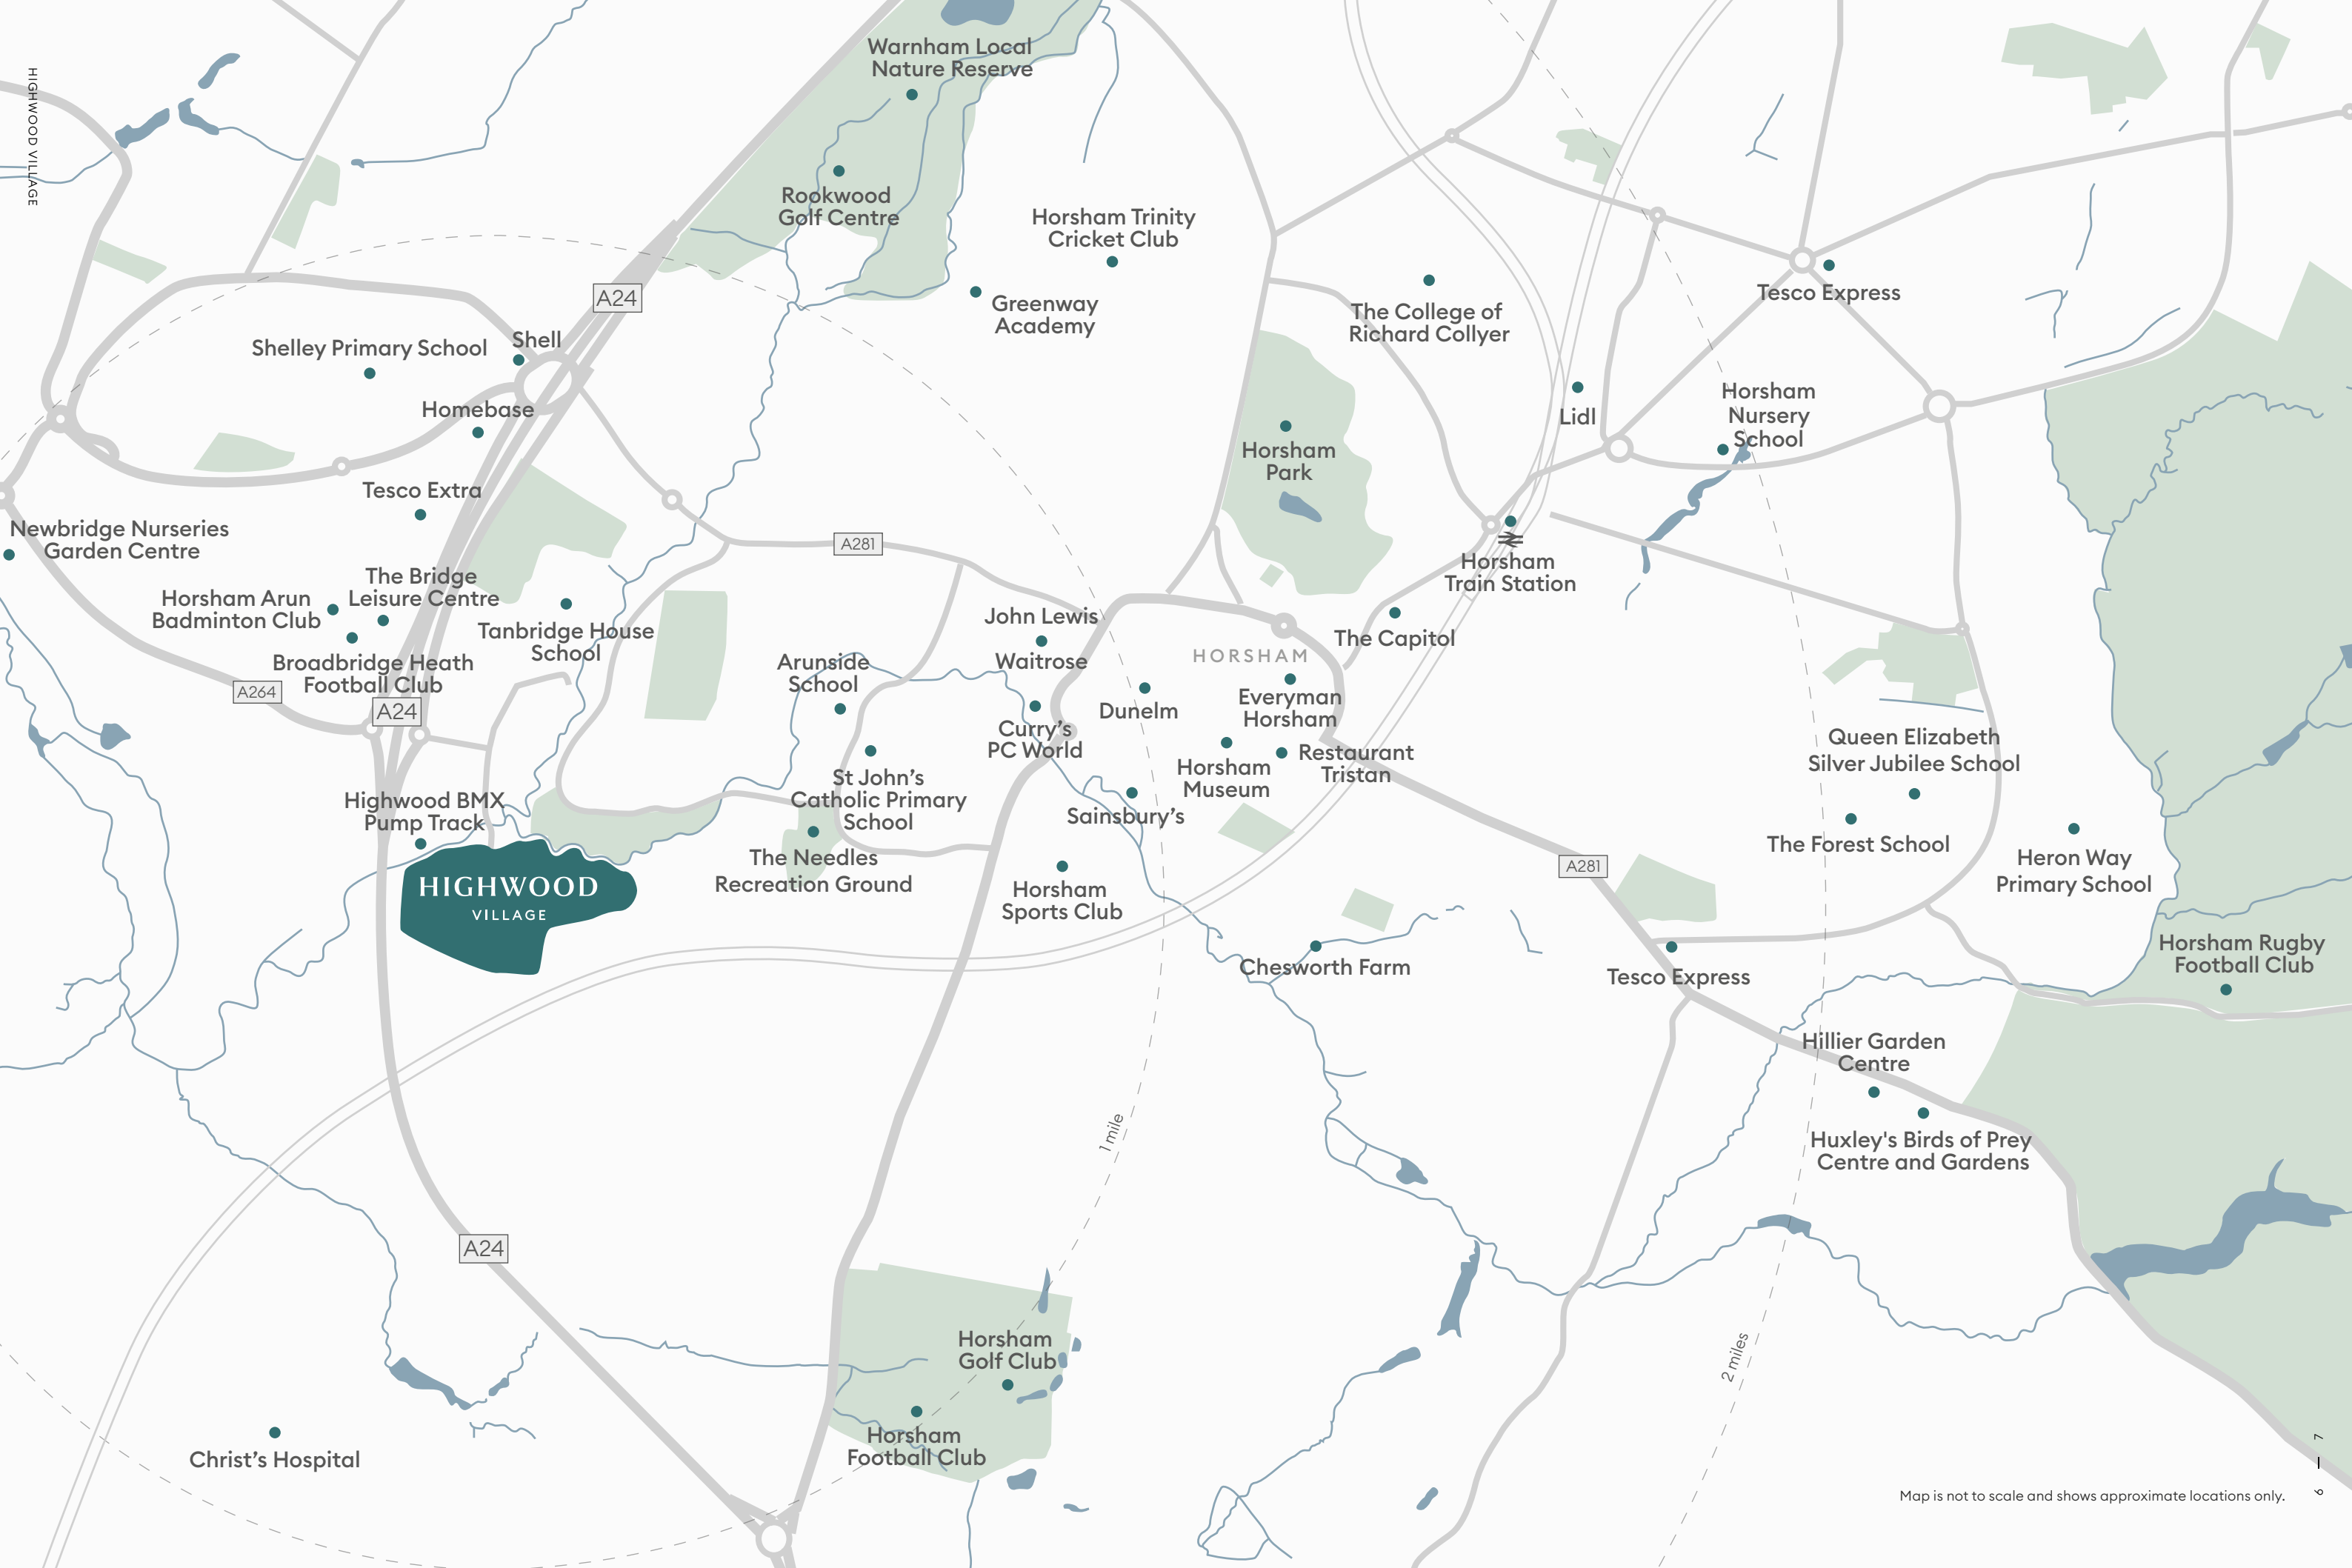 HIGHWOOD VILLAGE
Warnham Local
Nature Reserve
Rookwood
Golf Centre
Horsham Trinity
Cricket Club
Greenway
Academy
The College of
Richard Collyer
Tesco Express
A24
Shell
Shelley Primary School
Homebase
Lidl
Horsham
Nursery
School
Horsham
Park
Tesco Extra
Newbridge Nurseries
Garden Centre
A281
Horsham
Train Station
The Bridge
Leisure Centre
Horsham Arun
Badminton Club
Tanbridge House
School
John Lewis
Waitrose
The Capitol
HORSHAM
Broadbridge Heath
Football Club
A264
A24
Arunside
School
Everyman
Horsham
Dunelm
Curry’s
PC World
Restaurant
Tristan
Horsham
Museum
Queen Elizabeth
Silver Jubilee School
St John’s
Catholic Primary
School
Highwood BMX
Pump Track
Sainsbury’s
The Forest School
Heron Way
Primary School
The Needles
Recreation Ground
A281
HIGHWOOD
VILLAGE
Horsham
Sports Club
Chesworth Farm
Tesco Express
Horsham Rugby
Football Club
Hillier Garden
Centre
1 mile
Huxley's Birds of Prey
Centre and Gardens
A24
2 miles
Horsham
Golf Club
Horsham
Football Club
Christ’s Hospital
Map is not to scale and shows approximate locations only.
6 — 7